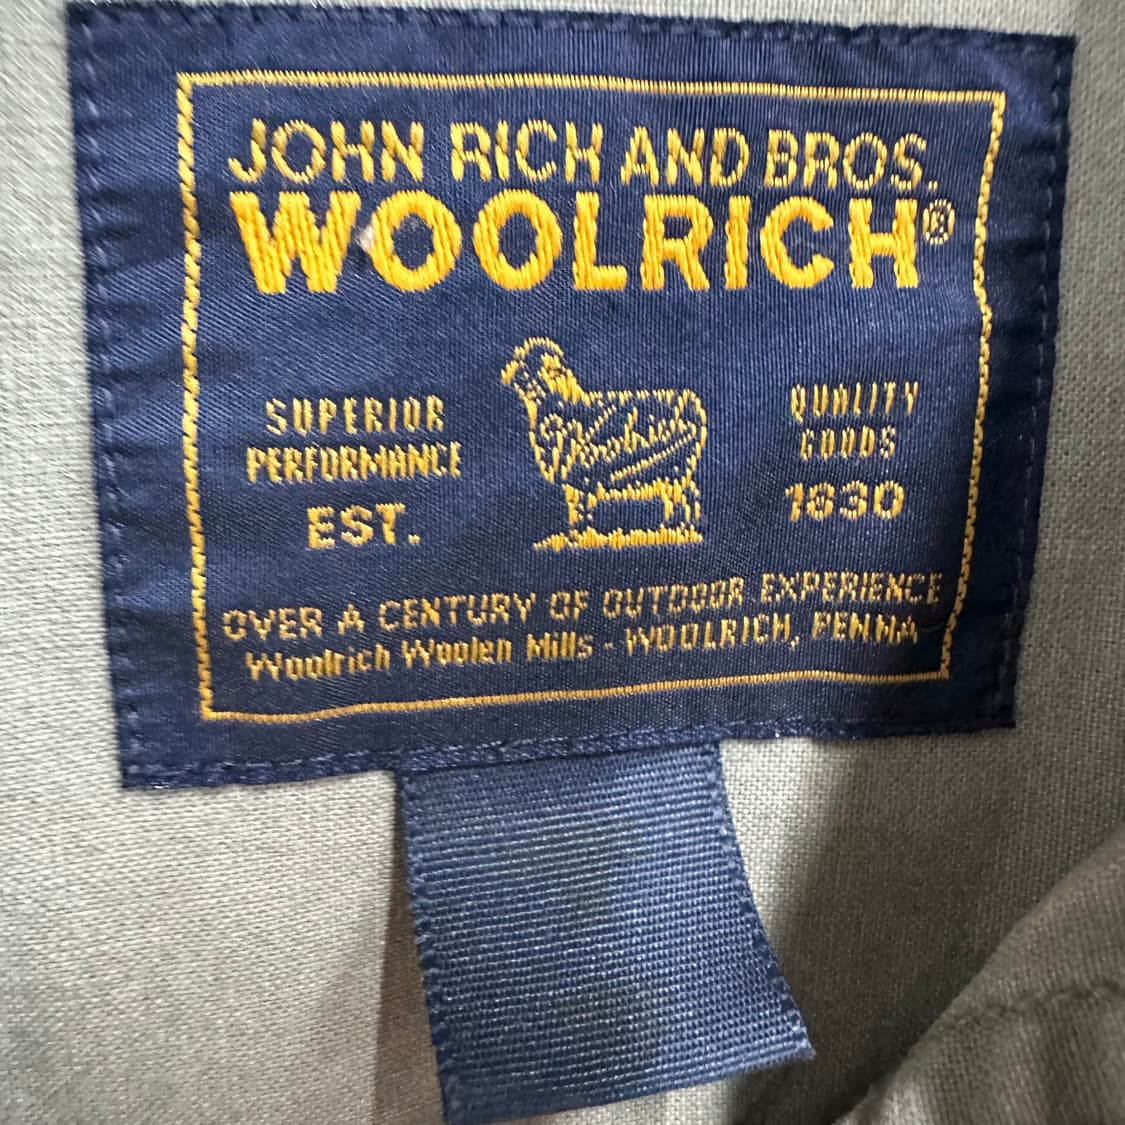 JOHN RICH AND BROS.
WOOLRICH®
SUPERIOR
PERFORMANCE
EST.
Woolrich
QUALITY
GOODS
1830
OVER A CENTURY OF OUTDOOR EXPERIENCE
Woolrich Woolen Mills - WOOLRICH, PENNA